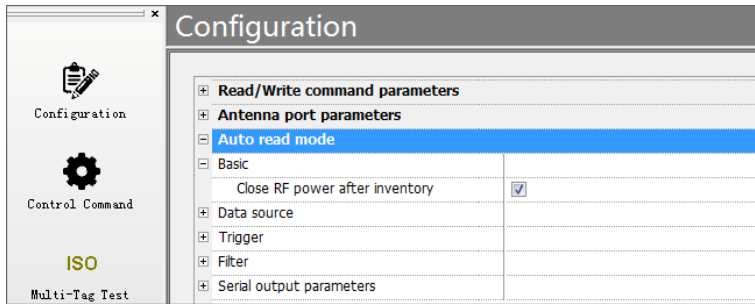 Configuration
Configuration
Control Command
ISO
Multi-Tag Test
Read/Write command parameters
Antenna port parameters
Auto read mode
Basic
Close RF power after inventory
Data source
Trigger
Filter
Serial output parameters